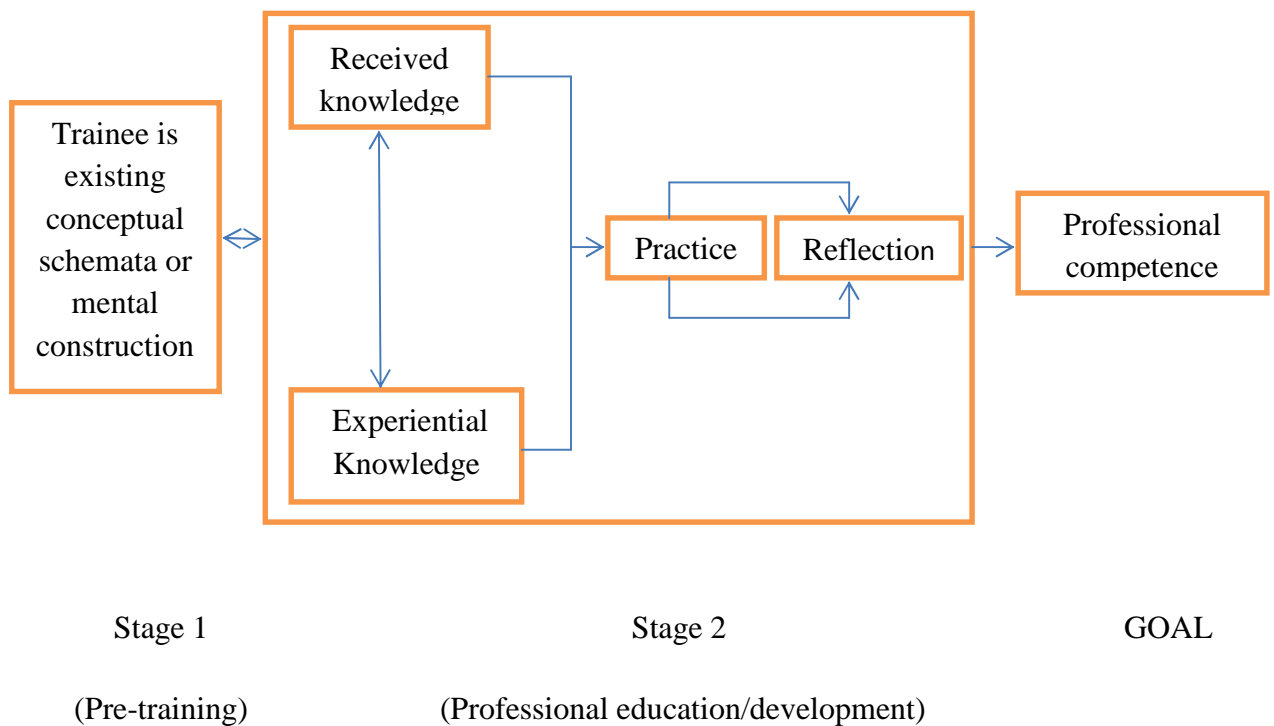 Trainee is
existing
conceptual
schemata or
mental
construction
Received
knowledge
Experiential
Knowledge
Practice
Reflection
Professional
competence
Stage 1
Stage 2
GOAL
(Pre-training)
(Professional education/development)